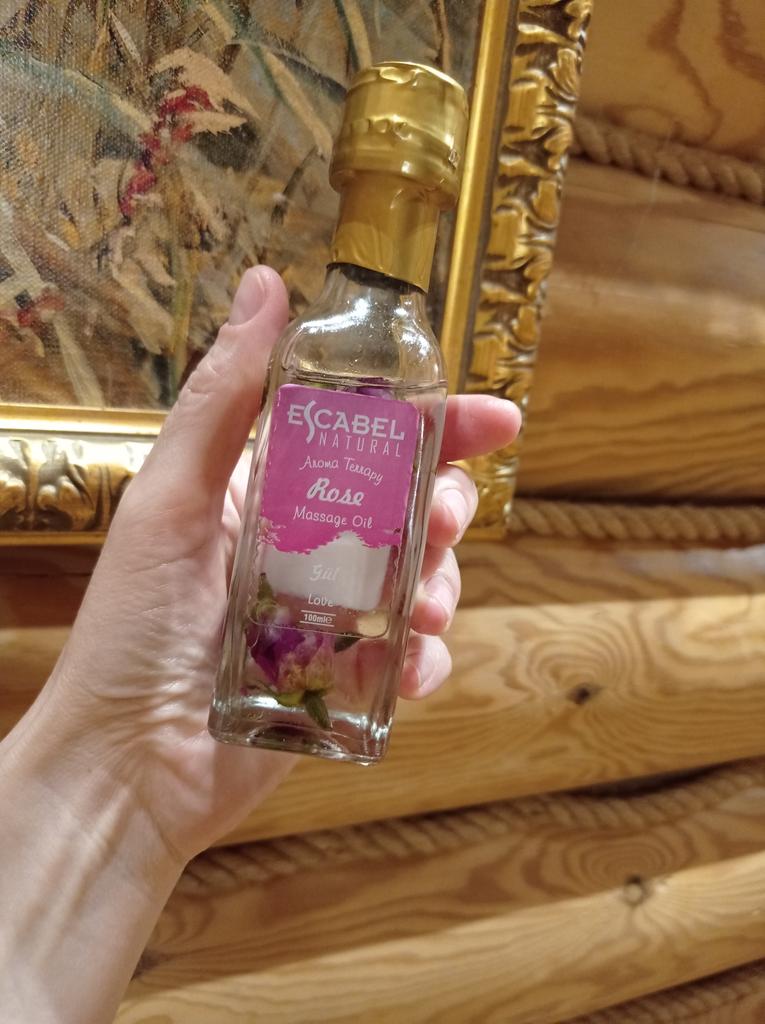 ESCABEL
NATURAL
Aroma Terrapy
Rose
Massage Oil
Gül
Love
100ml℮